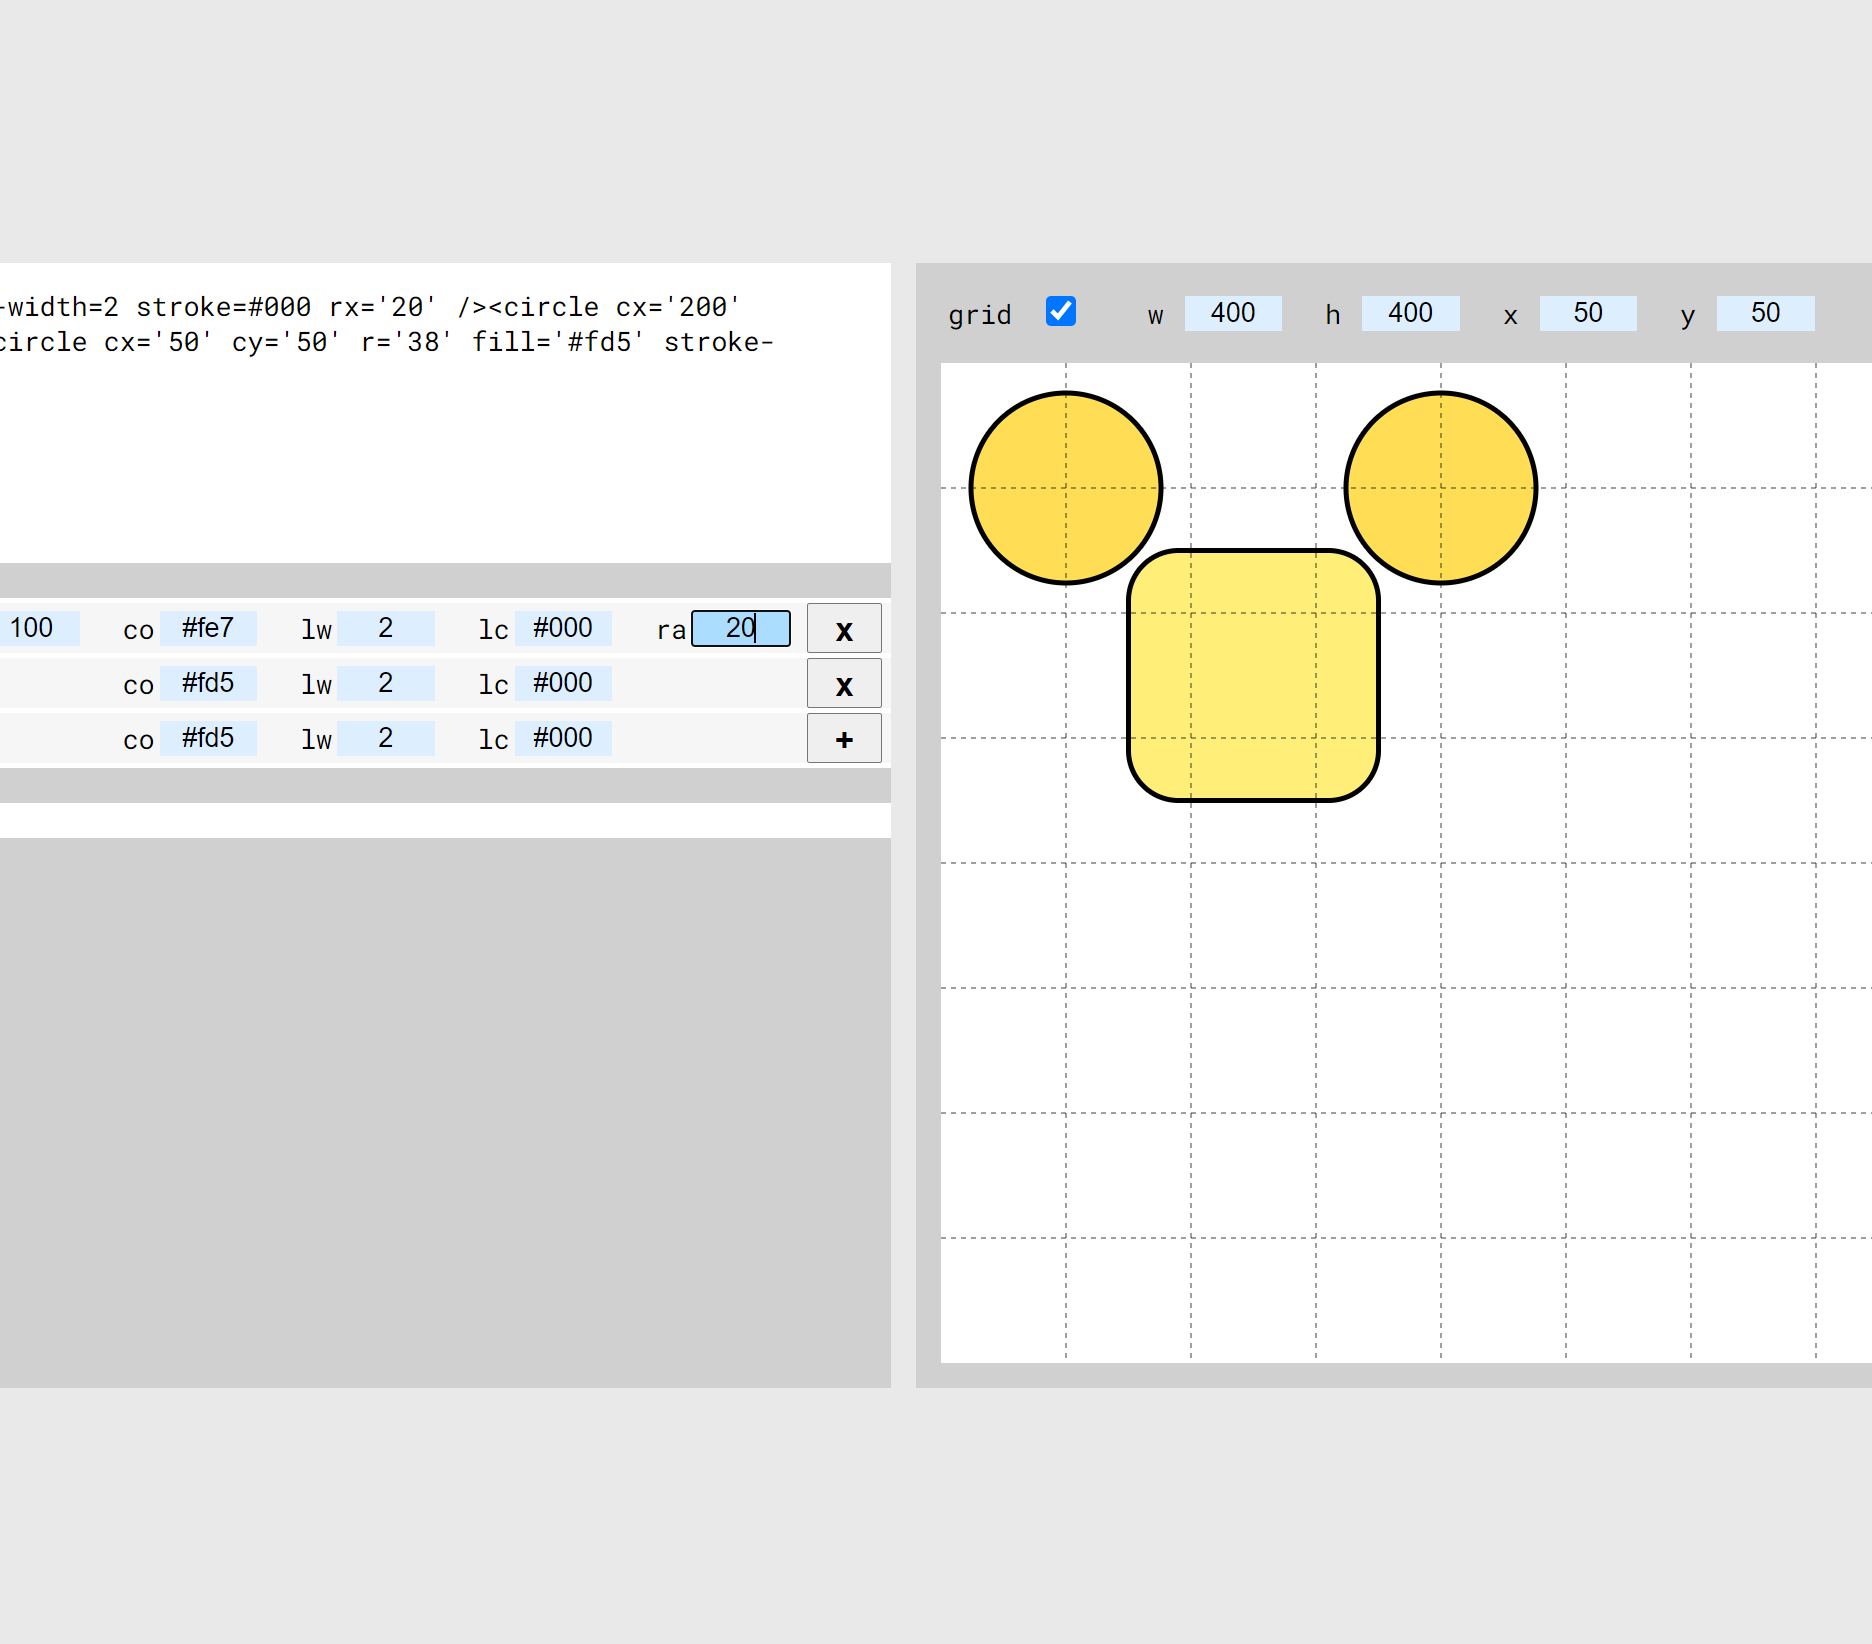 -width=2 stroke=#000 rx='20' /><circle cx='200'
circle cx='50' cy='50' r='38' fill='#fd5' stroke-
100 co #fe7 lw 2 lc #000 ra 20 x
co #fd5 lw 2 lc #000 x
co #fd5 lw 2 lc #000 +
grid w 400 h 400 x 50 y 50